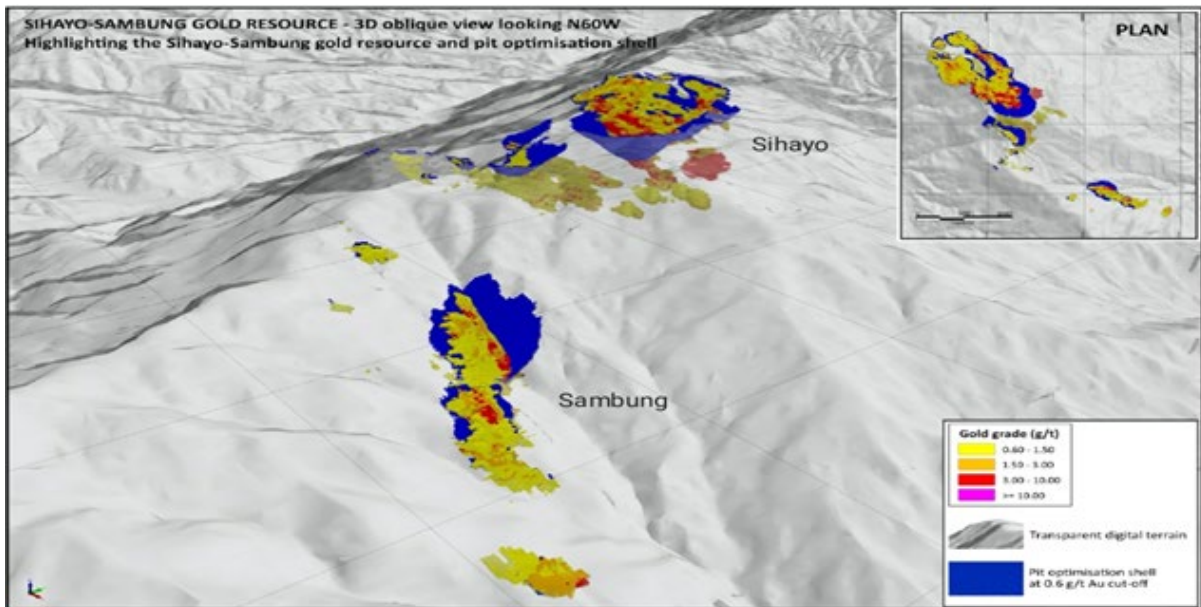 SIHAYO-SAMBUNG GOLD RESOURCE - 3D oblique view looking N60W
Highlighting the Sihayo-Sambung gold resource and pit optimisation shell
PLAN
Sihayo
Sambung
Gold grade (g/t)
0.60 - 1.50
1.50 - 3.00
3.00 - 10.00
>= 10.00
Transparent digital terrain
Pit optimisation shell
at 0.6 g/t Au cut-off